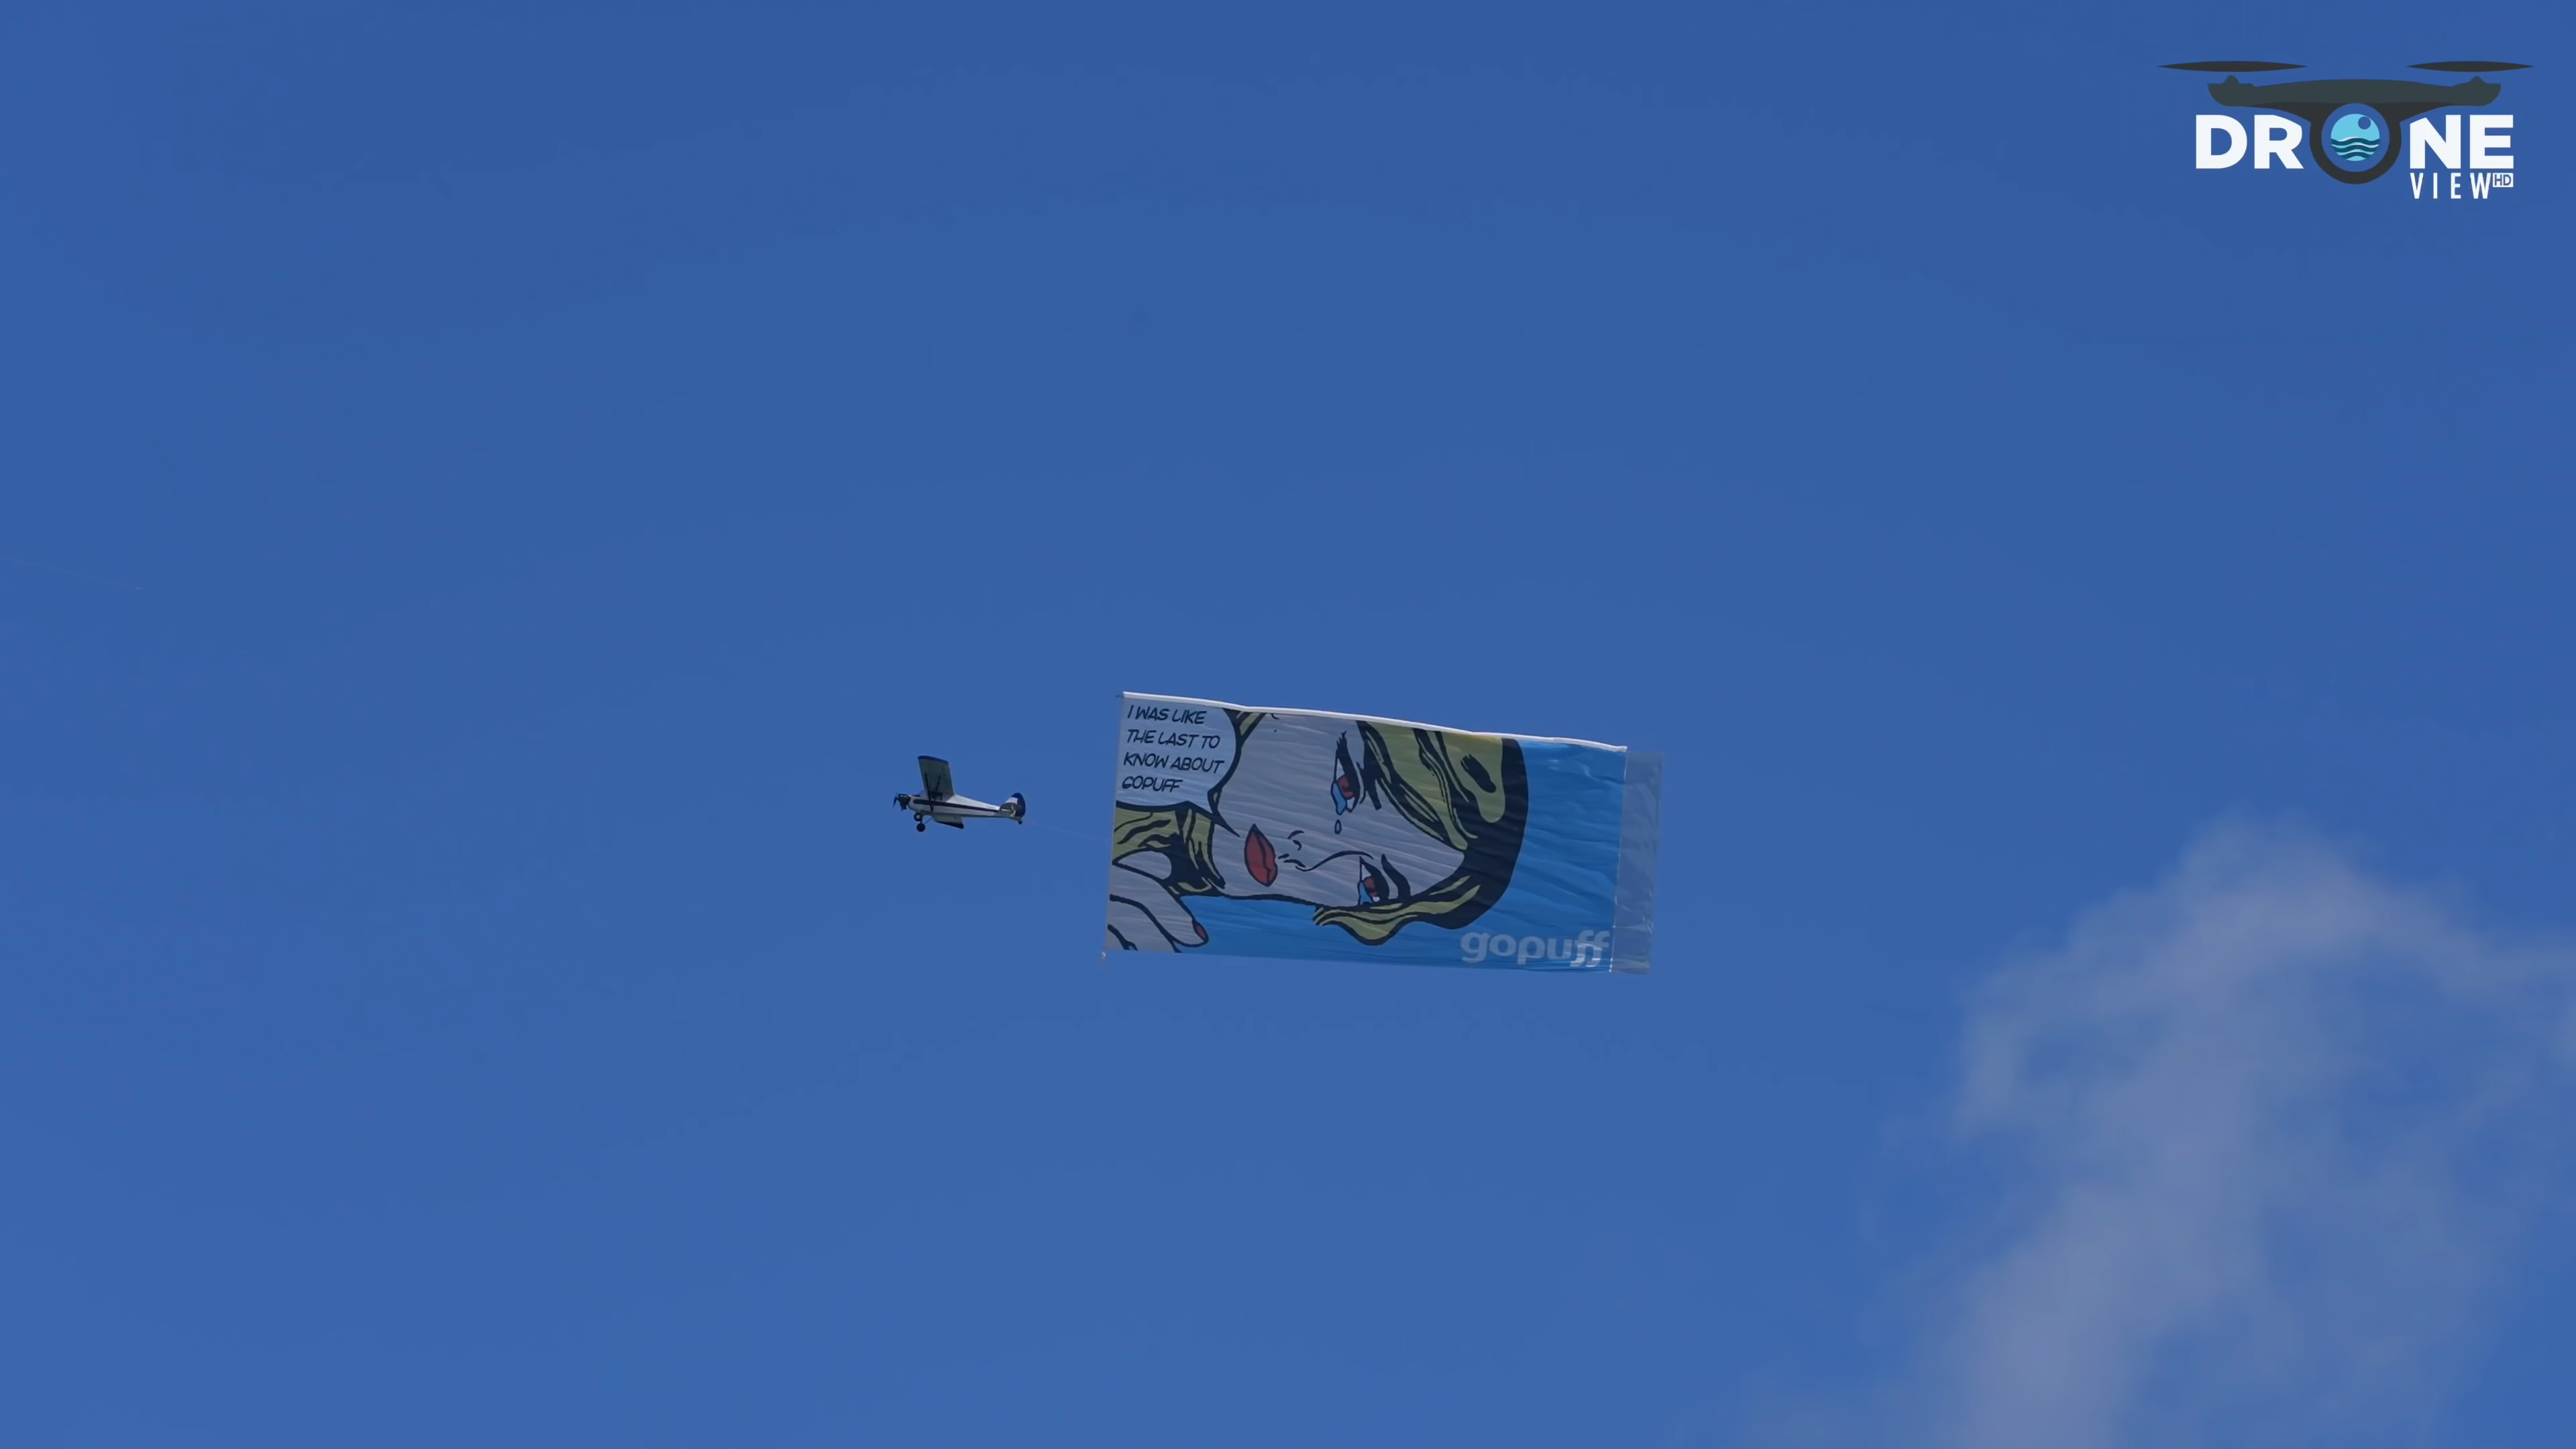 DRONE
VIEW HD
I WAS LIKE
THE LAST TO
KNOW ABOUT
GOPUFF
gopuff